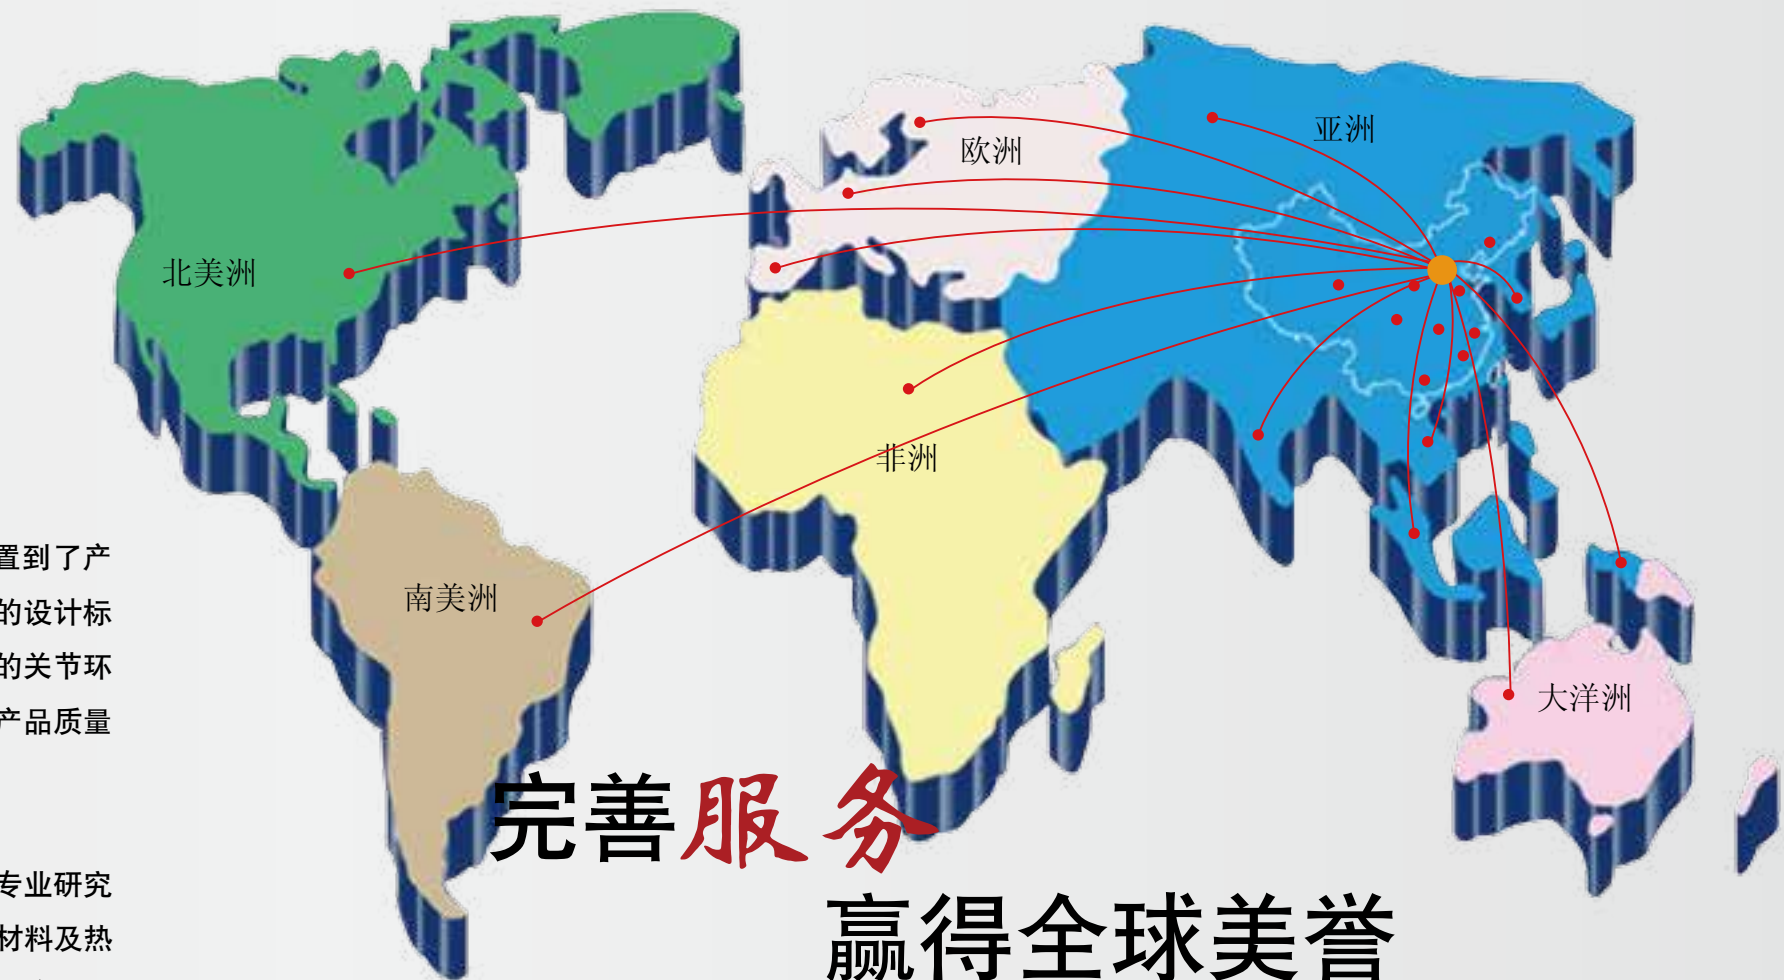 亚洲
欧洲
北美洲
非洲
南美洲
大洋洲
置到了产
的设计标
的关节环
产品质量
专业研究
材料及热
完善服务
赢得全球美誉